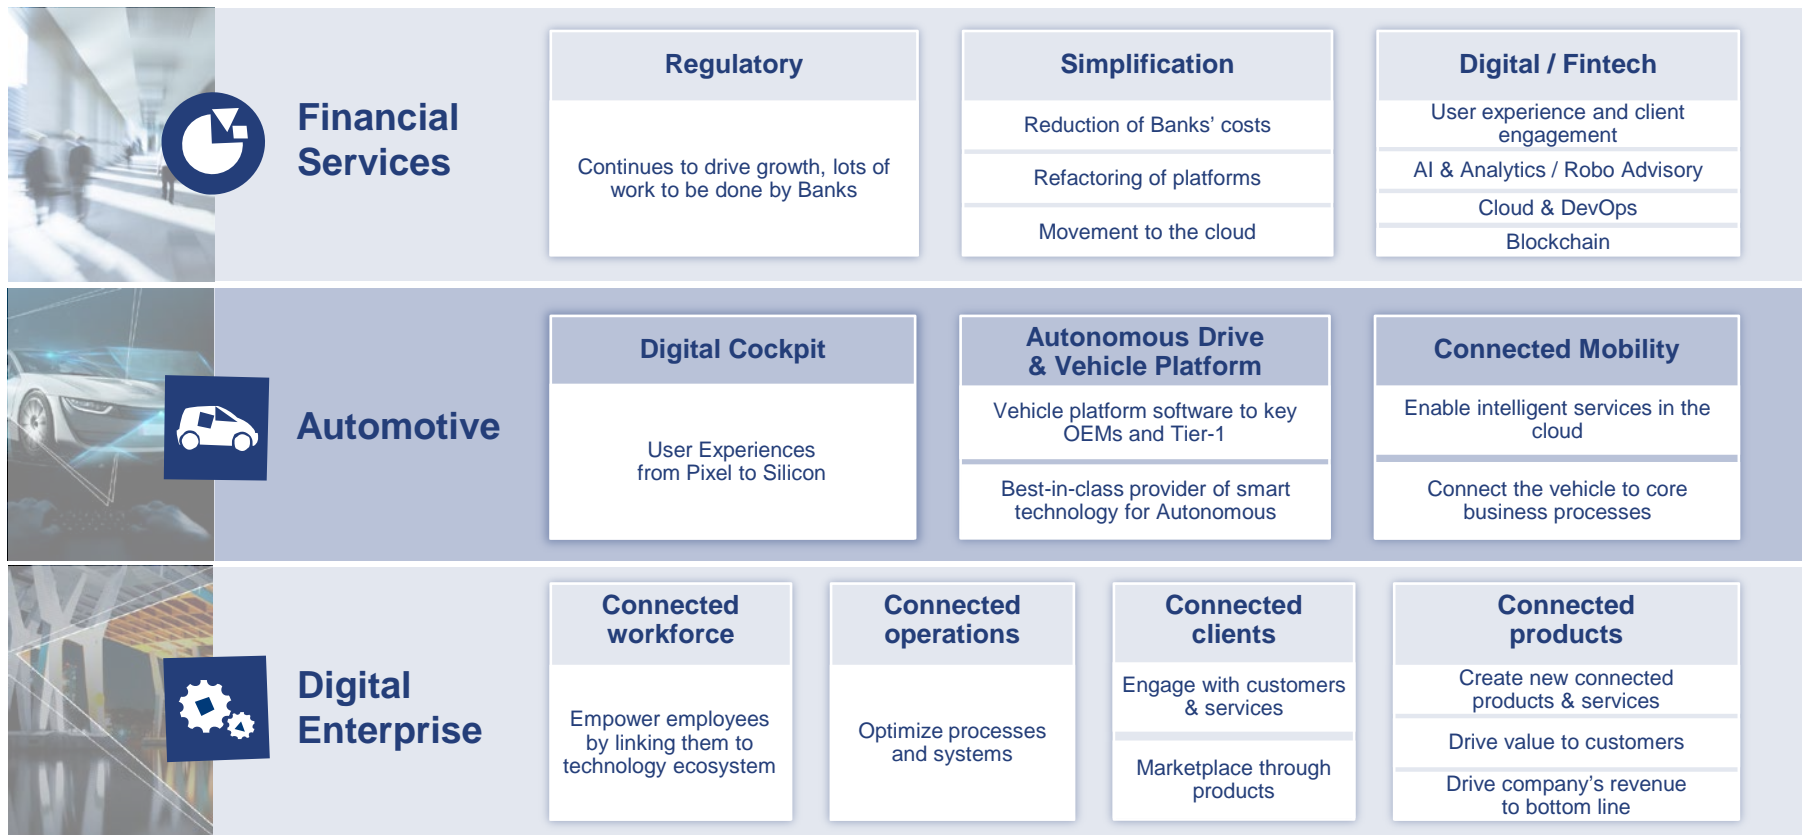 Financial
Services
Regulatory
Continues to drive growth, lots of
work to be done by Banks
Simplification
Reduction of Banks’ costs
Refactoring of platforms
Movement to the cloud
Digital / Fintech
User experience and client
engagement
AI & Analytics / Robo Advisory
Cloud & DevOps
Blockchain
Automotive
Digital Cockpit
User Experiences
from Pixel to Silicon
Autonomous Drive
& Vehicle Platform
Vehicle platform software to key
OEMs and Tier-1
Best-in-class provider of smart
technology for Autonomous
Connected Mobility
Enable intelligent services in the
cloud
Connect the vehicle to core
business processes
Digital
Enterprise
Connected
workforce
Empower employees
by linking them to
technology ecosystem
Connected
operations
Optimize processes
and systems
Connected
clients
Engage with customers
& services
Marketplace through
products
Connected
products
Create new connected
products & services
Drive value to customers
Drive company’s revenue
to bottom line